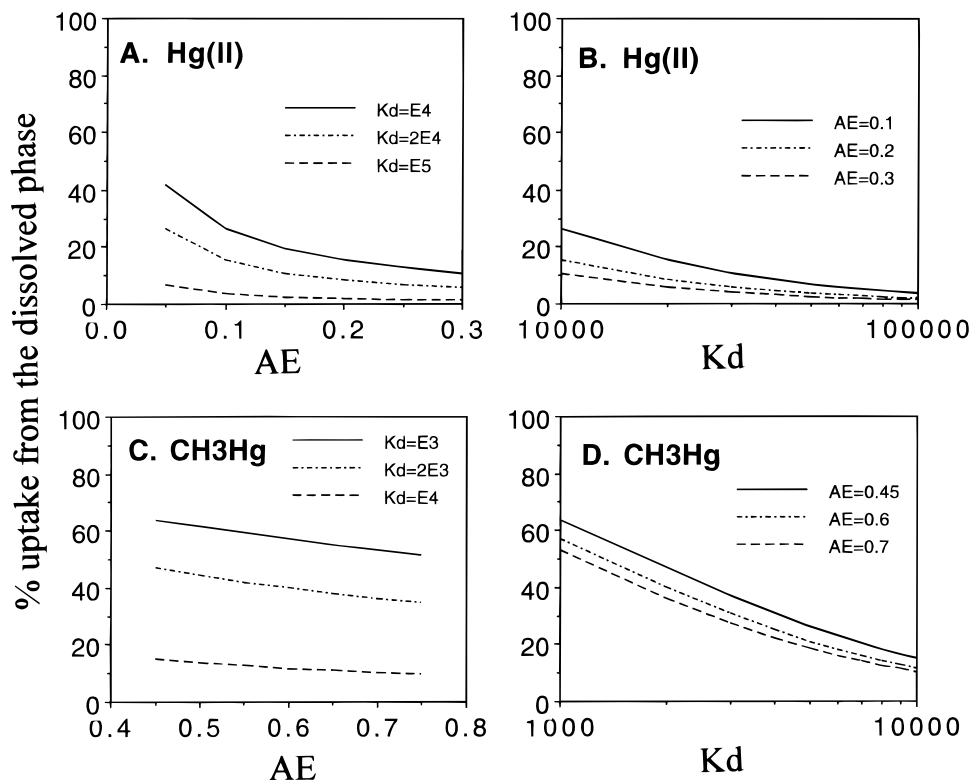 % uptake from the dissolved phase
A. Hg(II)
100
80
60
40
20
0
Kd=E4
Kd=2E4
Kd=E5
0.0 0.1 0.2 0.3
AE
B. Hg(II)
100
80
60
40
20
0
AE=0.1
AE=0.2
AE=0.3
10000 100000
Kd
C. CH3Hg
100
80
60
40
20
0
Kd=E3
Kd=2E3
Kd=E4
0.4 0.5 0.6 0.7 0.8
AE
D. CH3Hg
100
80
60
40
20
0
AE=0.45
AE=0.6
AE=0.7
1000 10000
Kd